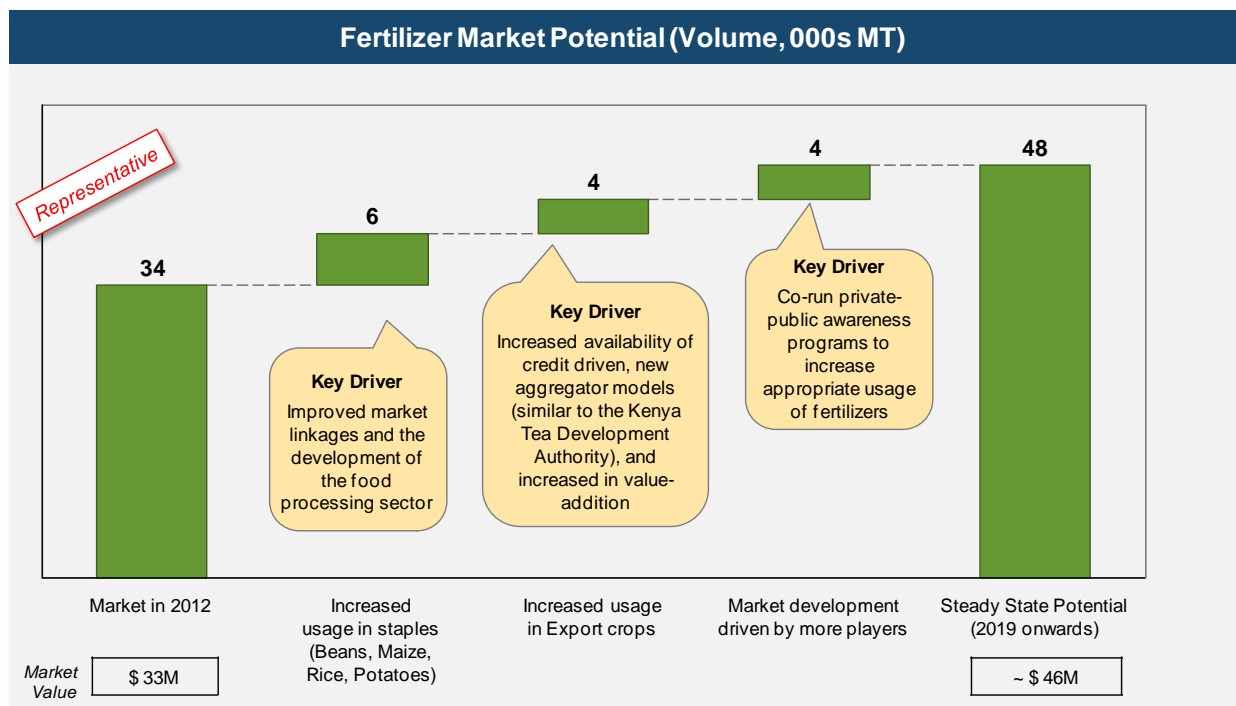 Fertilizer Market Potential (Volume, 000s MT)
Representative
34
6
4
4
48
Key Driver
Improved market
linkages and the
development of
the food
processing sector
Key Driver
Increased availability of
credit driven, new
aggregator models
(similar to the Kenya
Tea Development
Authority), and
increased in value-
addition
Key Driver
Co-run private-
public awareness
programs to
increase
appropriate usage
of fertilizers
Market in 2012
Increased
usage in staples
(Beans, Maize,
Rice, Potatoes)
Increased usage
in Export crops
Market development
driven by more players
Steady State Potential
(2019 onwards)
Market
Value
$ 33M
~ $ 46M